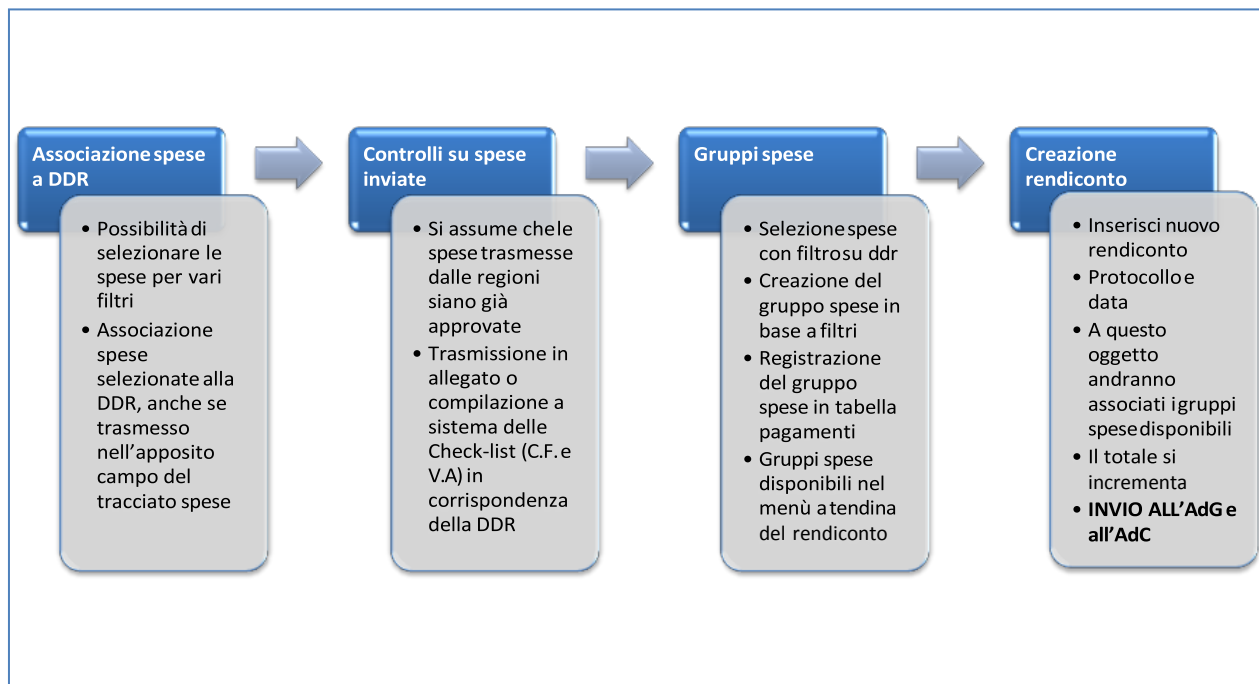 Associazione spese
a DDR
• Possibilità di
selezionare le
spese per vari
filtri
• Associazione
spese
selezionate alla
DDR, anche se
trasmesso
nell'apposito
campo del
tracciato spese
Controlli su spese
inviate
• Si assume che le
spese trasmesse
dalle regioni
siano già
approvate
• Trasmissione in
allegato o
compilazione a
sistema delle
Check-list (C.F. e
V.A) in
corrispondenza
della DDR
Gruppi spese
• Selezione spese
con filtro su ddr
• Creazione del
gruppo spese in
base a filtri
• Registrazione
del gruppo
spese in tabella
pagamenti
• Gruppi spese
disponibili nel
menù a tendina
del rendiconto
Creazione
rendiconto
• Inserisci nuovo
rendiconto
• Protocollo e
data
• A questo
oggetto
andranno
associati i gruppi
spese disponibili
• Il totale si
incrementa
• INVIO ALL'AdG e
all'AdC